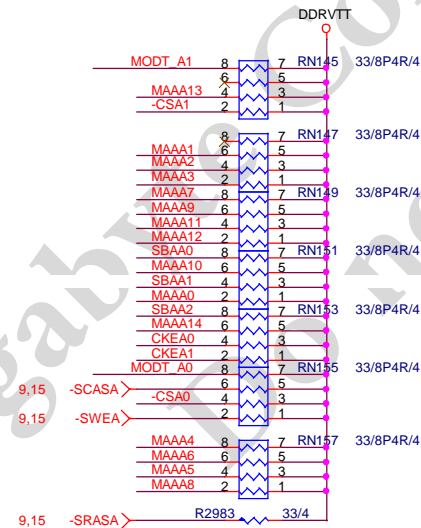 DDRVTT
MODT_A1 8 7 RN145 33/8P4R/4
6 5
MAAA13 4 3
-CSA1 2 1
8 7 RN147 33/8P4R/4
MAAA1 6 5
MAAA2 4 3
MAAA3 2 1
MAAA7 8 7 RN149 33/8P4R/4
MAAA9 6 5
MAAA11 4 3
MAAA12 2 1
SBAA0 8 7 RN151 33/8P4R/4
MAAA10 6 5
SBAA1 4 3
MAAA0 2 1
SBAA2 8 7 RN153 33/8P4R/4
MAAA14 6 5
CKEA0 4 3
CKEA1 2 1
MODT_A0 8 7 RN155 33/8P4R/4
9,15 -SCASA 6 5
-CSA0 4 3
9,15 -SWEA 2 1
MAAA4 8 7 RN157 33/8P4R/4
MAAA6 6 5
MAAA5 4 3
MAAA8 2 1
9,15 -SRASA R2983 33/4